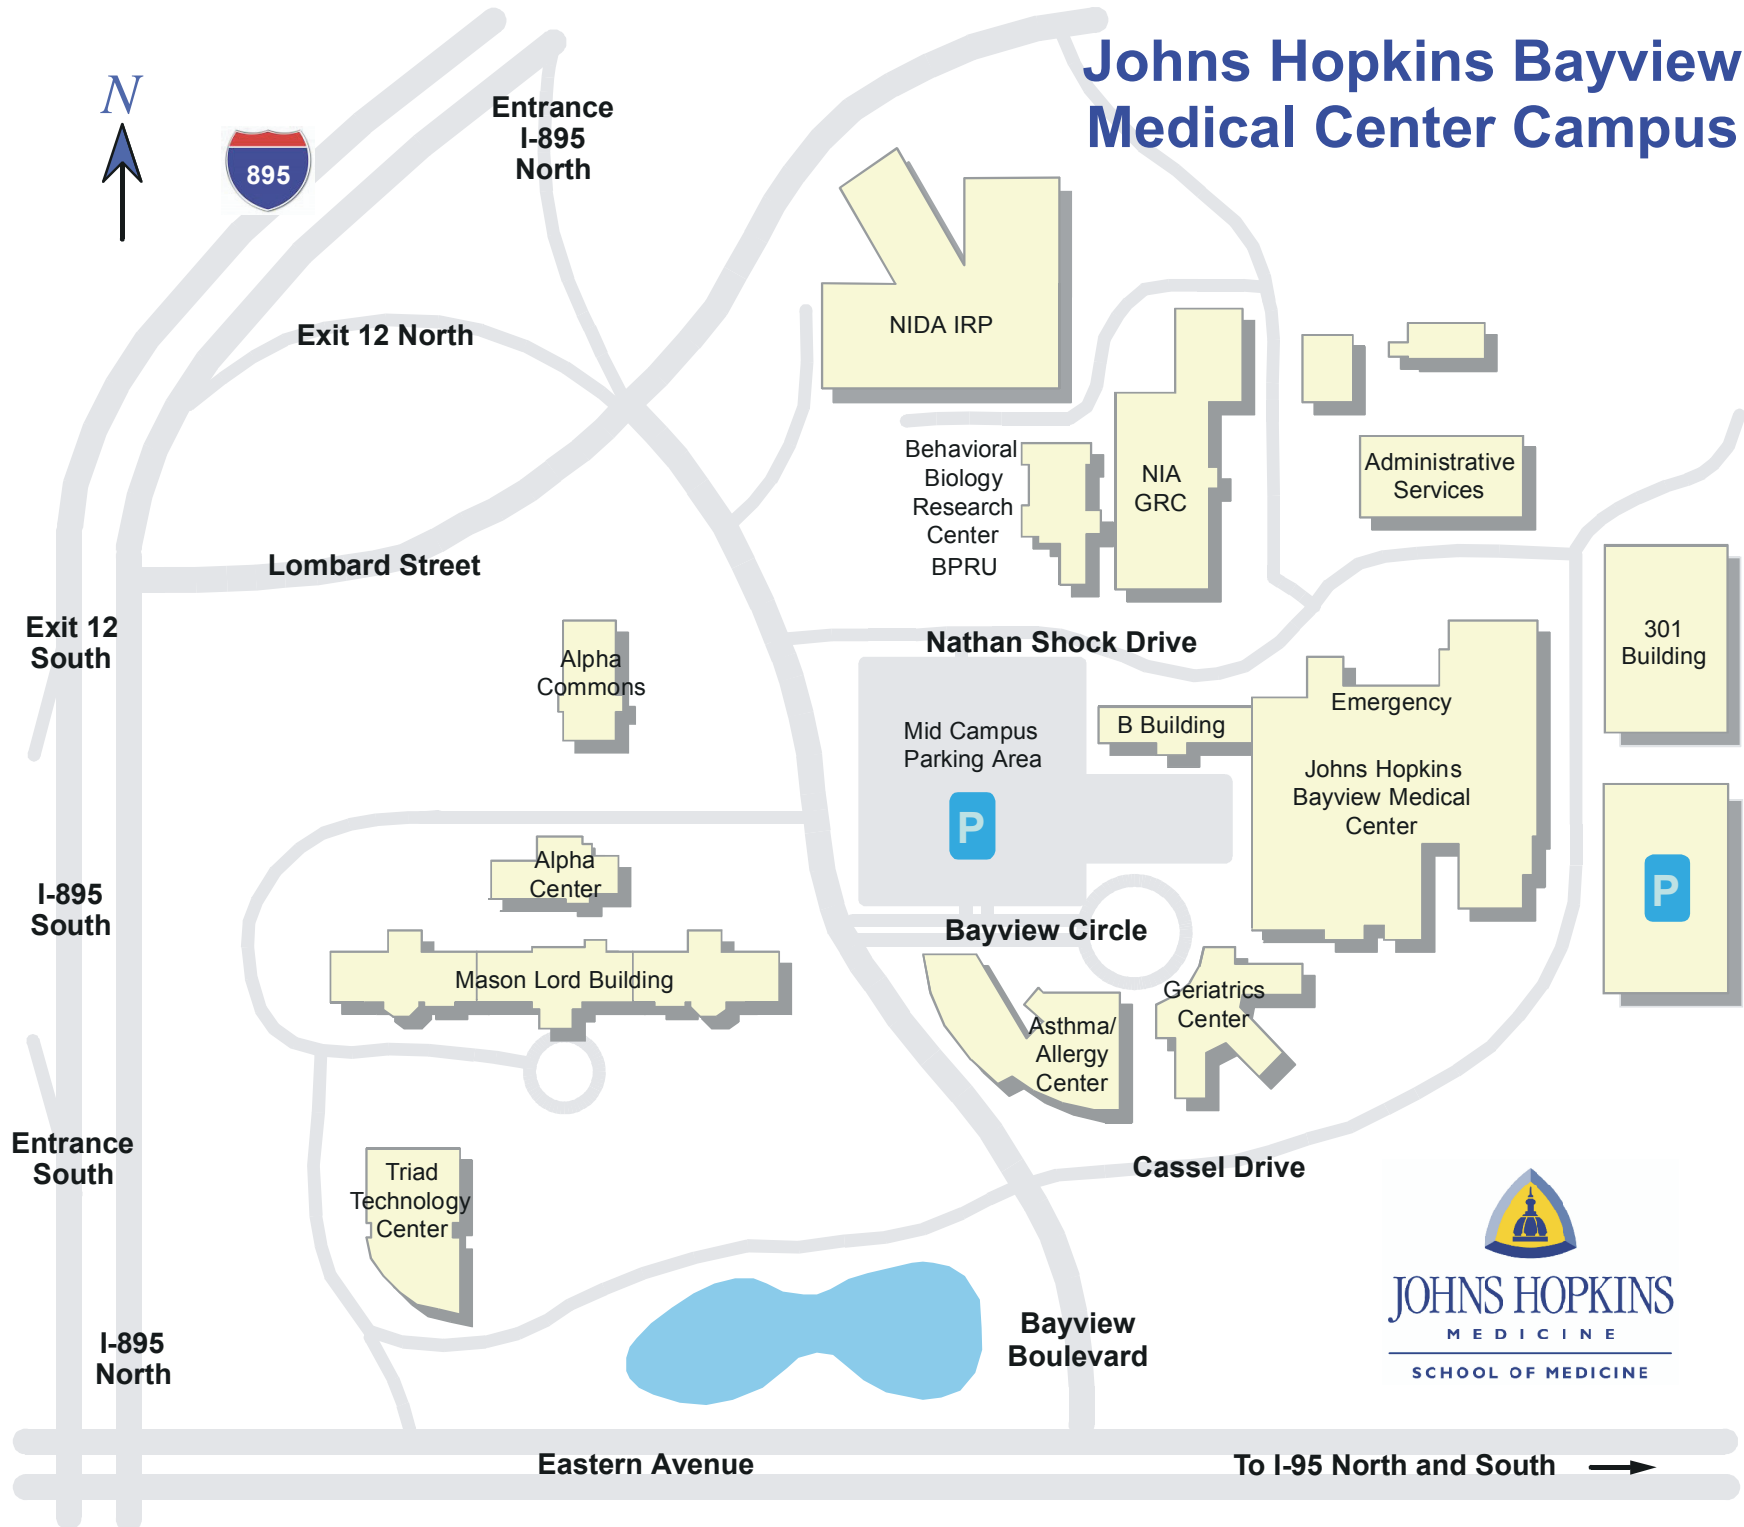 Johns Hopkins Bayview
Medical Center Campus
N
895
Entrance
I-895
North
Exit 12 North
NIDA IRP
Behavioral
Biology
Research
Center
BPRU
NIA
GRC
Administrative
Services
Lombard Street
Exit 12
South
Alpha
Commons
Nathan Shock Drive
301
Building
Mid Campus
Parking Area
P
B Building
Emergency
Johns Hopkins
Bayview Medical
Center
P
Alpha
Center
I-895
South
Bayview Circle
Mason Lord Building
Geriatrics
Center
Asthma/
Allergy
Center
Entrance
South
Cassel Drive
Triad
Technology
Center
I-895
North
Bayview
Boulevard
JOHNS HOPKINS
MEDICINE
SCHOOL OF MEDICINE
Eastern Avenue
To I-95 North and South